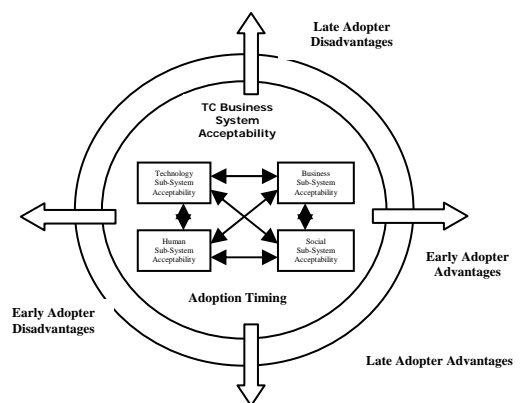 Late Adopter
Disadvantages
TC Business
System
Acceptability
Technology
Sub-System
Acceptability
Business
Sub-System
Acceptability
Human
Sub-System
Acceptability
Social
Sub-System
Acceptability
Early Adopter
Advantages
Adoption Timing
Early Adopter
Disadvantages
Late Adopter Advantages